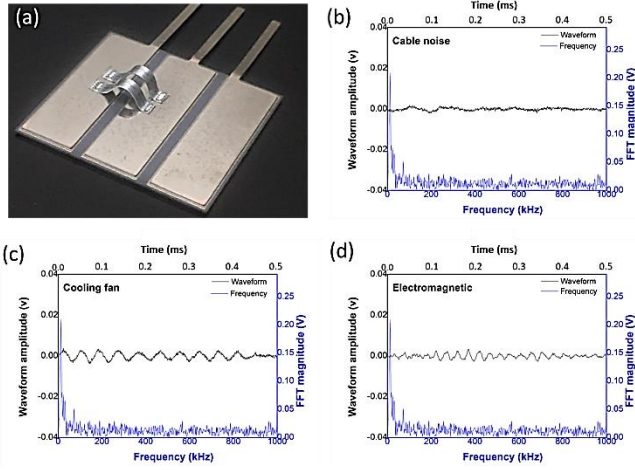 (a)
(b)
Time (ms)
0.0 0.1 0.2 0.3 0.4 0.5
0.04
0.02
0.00
-0.02
-0.04
Waveform amplitude (v)
Cable noise
Waveform
Frequency
0.25
0.20
0.15
0.10
0.05
0.00
FFT magnitude (V)
0 200 400 600 800 1000
Frequency (kHz)
(c)
Time (ms)
0.0 0.1 0.2 0.3 0.4 0.5
0.04
0.02
0.00
-0.02
-0.04
Waveform amplitude (v)
Cooling fan
Waveform
Frequency
0.25
0.20
0.15
0.10
0.05
0.00
FFT magnitude (V)
0 200 400 600 800 1000
Frequency (kHz)
(d)
Time (ms)
0.0 0.1 0.2 0.3 0.4 0.5
0.04
0.02
0.00
-0.02
-0.04
Waveform amplitude (v)
Electromagnetic
Waveform
Frequency
0.25
0.20
0.15
0.10
0.05
0.00
FFT magnitude (V)
0 200 400 600 800 1000
Frequency (kHz)